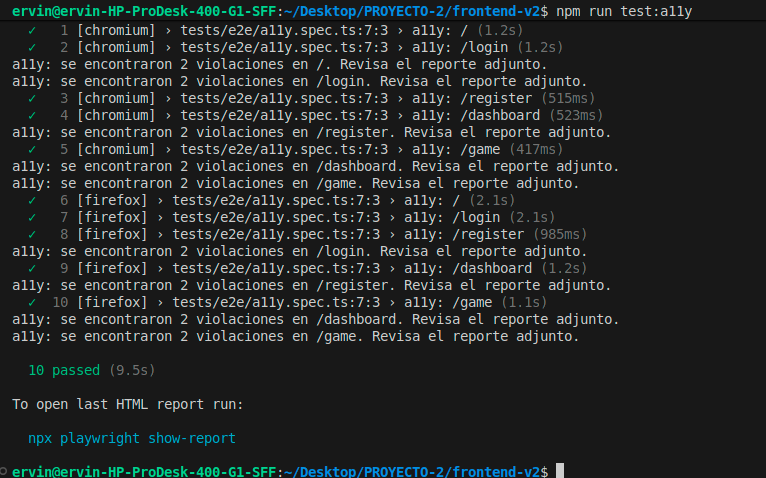 ervin@ervin-HP-ProDesk-400-G1-SFF:~/Desktop/PROYECTO-2/frontend-v2$ npm run test:a11y
✓ 1 [chromium] › tests/e2e/a11y.spec.ts:7:3 › a11y: / (1.2s)
✓ 2 [chromium] › tests/e2e/a11y.spec.ts:7:3 › a11y: /login (1.2s)
a11y: se encontraron 2 violaciones en /. Revisa el reporte adjunto.
a11y: se encontraron 2 violaciones en /login. Revisa el reporte adjunto.
✓ 3 [chromium] › tests/e2e/a11y.spec.ts:7:3 › a11y: /register (515ms)
✓ 4 [chromium] › tests/e2e/a11y.spec.ts:7:3 › a11y: /dashboard (523ms)
a11y: se encontraron 2 violaciones en /register. Revisa el reporte adjunto.
✓ 5 [chromium] › tests/e2e/a11y.spec.ts:7:3 › a11y: /game (417ms)
a11y: se encontraron 2 violaciones en /dashboard. Revisa el reporte adjunto.
a11y: se encontraron 2 violaciones en /game. Revisa el reporte adjunto.
✓ 6 [firefox] › tests/e2e/a11y.spec.ts:7:3 › a11y: / (2.1s)
✓ 7 [firefox] › tests/e2e/a11y.spec.ts:7:3 › a11y: /login (2.1s)
✓ 8 [firefox] › tests/e2e/a11y.spec.ts:7:3 › a11y: /register (985ms)
a11y: se encontraron 2 violaciones en /login. Revisa el reporte adjunto.
✓ 9 [firefox] › tests/e2e/a11y.spec.ts:7:3 › a11y: /dashboard (1.2s)
a11y: se encontraron 2 violaciones en /register. Revisa el reporte adjunto.
✓ 10 [firefox] › tests/e2e/a11y.spec.ts:7:3 › a11y: /game (1.1s)
a11y: se encontraron 2 violaciones en /dashboard. Revisa el reporte adjunto.
a11y: se encontraron 2 violaciones en /game. Revisa el reporte adjunto.
10 passed (9.5s)
To open last HTML report run:
npx playwright show-report
ervin@ervin-HP-ProDesk-400-G1-SFF:~/Desktop/PROYECTO-2/frontend-v2$